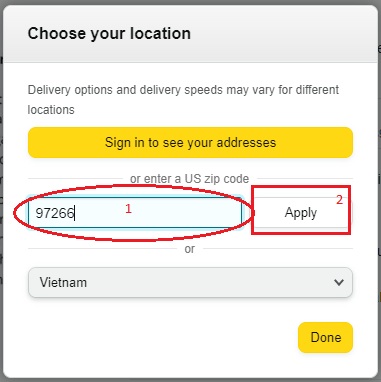 Choose your location
Delivery options and delivery speeds may vary for different
locations
Sign in to see your addresses
or enter a US zip code
97266 1
Apply 2
or
Vietnam
Done